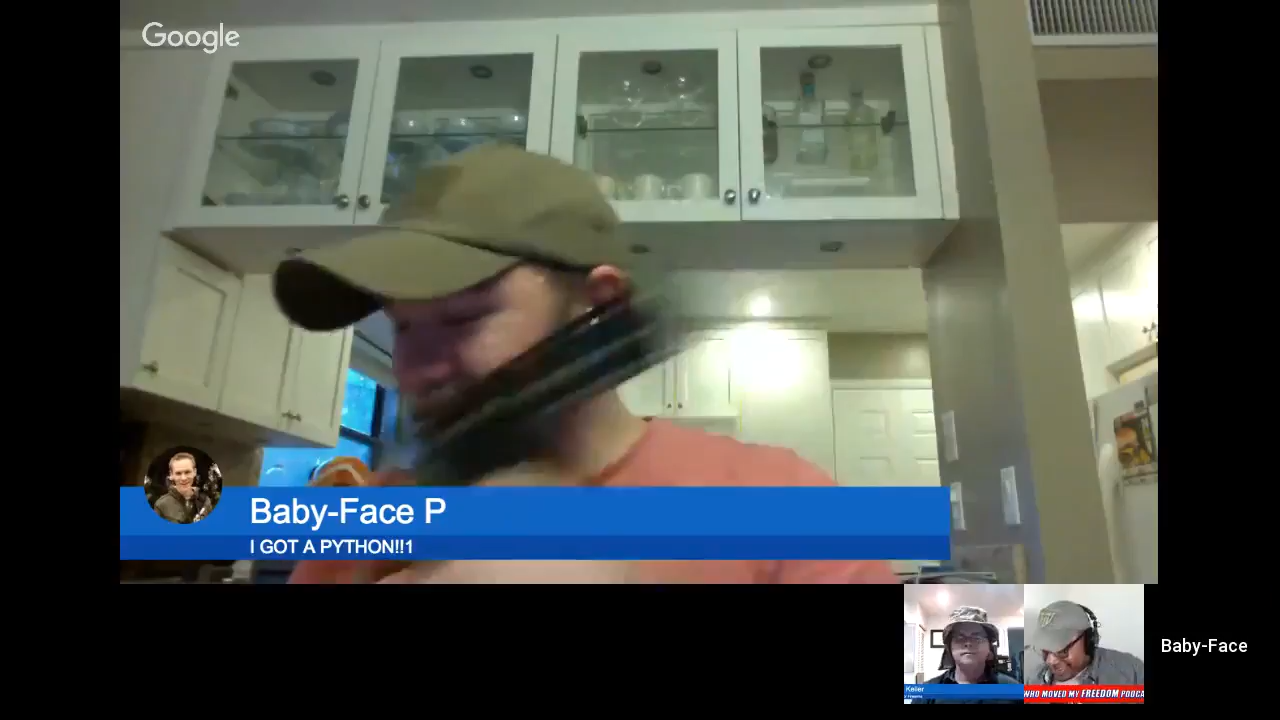 Google
Baby-Face P
I GOT A PYTHON!!1
Baby-Face
Keller
WHO MOVED MY FREEDOM PODCA